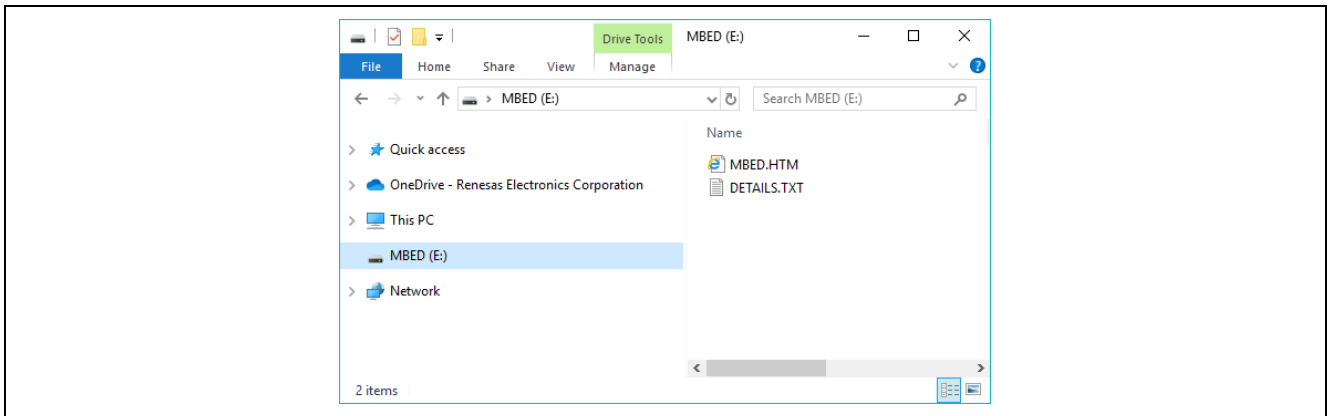 Drive Tools MBED (E:)
File Home Share View Manage
MBED (E:) Search MBED (E:)
Name
Quick access
MBED.HTM
OneDrive - Renesas Electronics Corporation
DETAILS.TXT
This PC
MBED (E:)
Network
2 items